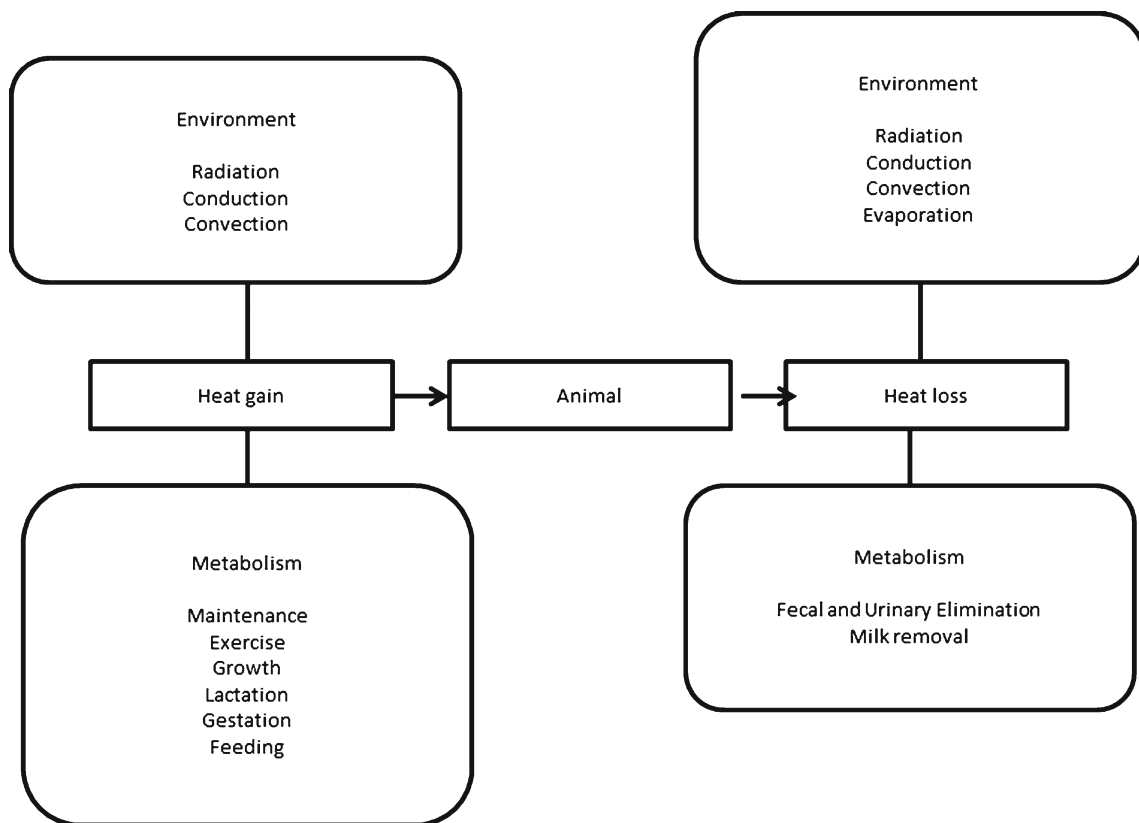 Environment
Radiation
Conduction
Convection
Environment
Radiation
Conduction
Convection
Evaporation
Heat gain
Animal
Heat loss
Metabolism
Maintenance
Exercise
Growth
Lactation
Gestation
Feeding
Metabolism
Fecal and Urinary Elimination
Milk removal